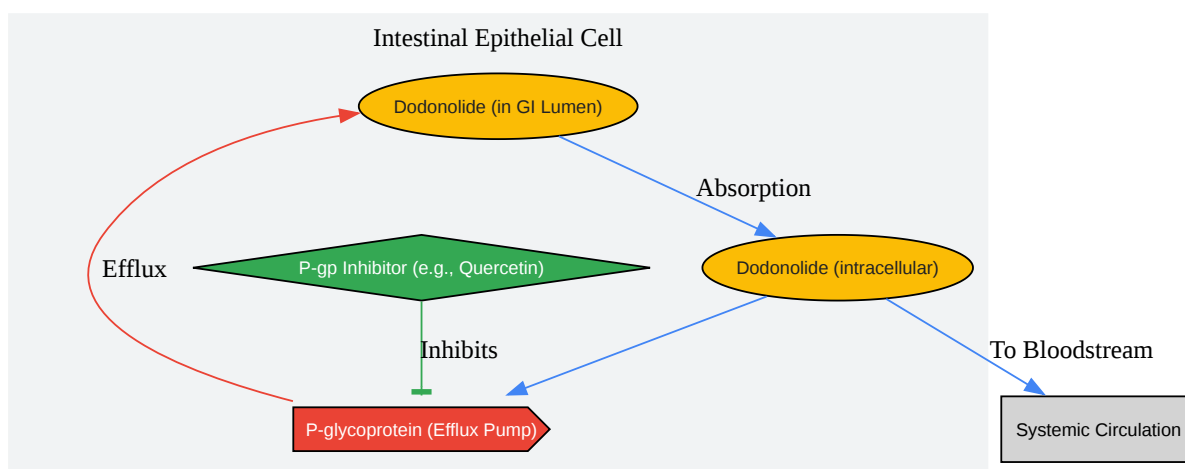 Intestinal Epithelial Cell
Dodonolide (in GI Lumen)
Absorption
Efflux
P-gp Inhibitor (e.g., Quercetin)
Dodonolide (intracellular)
Inhibits
To Bloodstream
P-glycoprotein (Efflux Pump)
Systemic Circulation